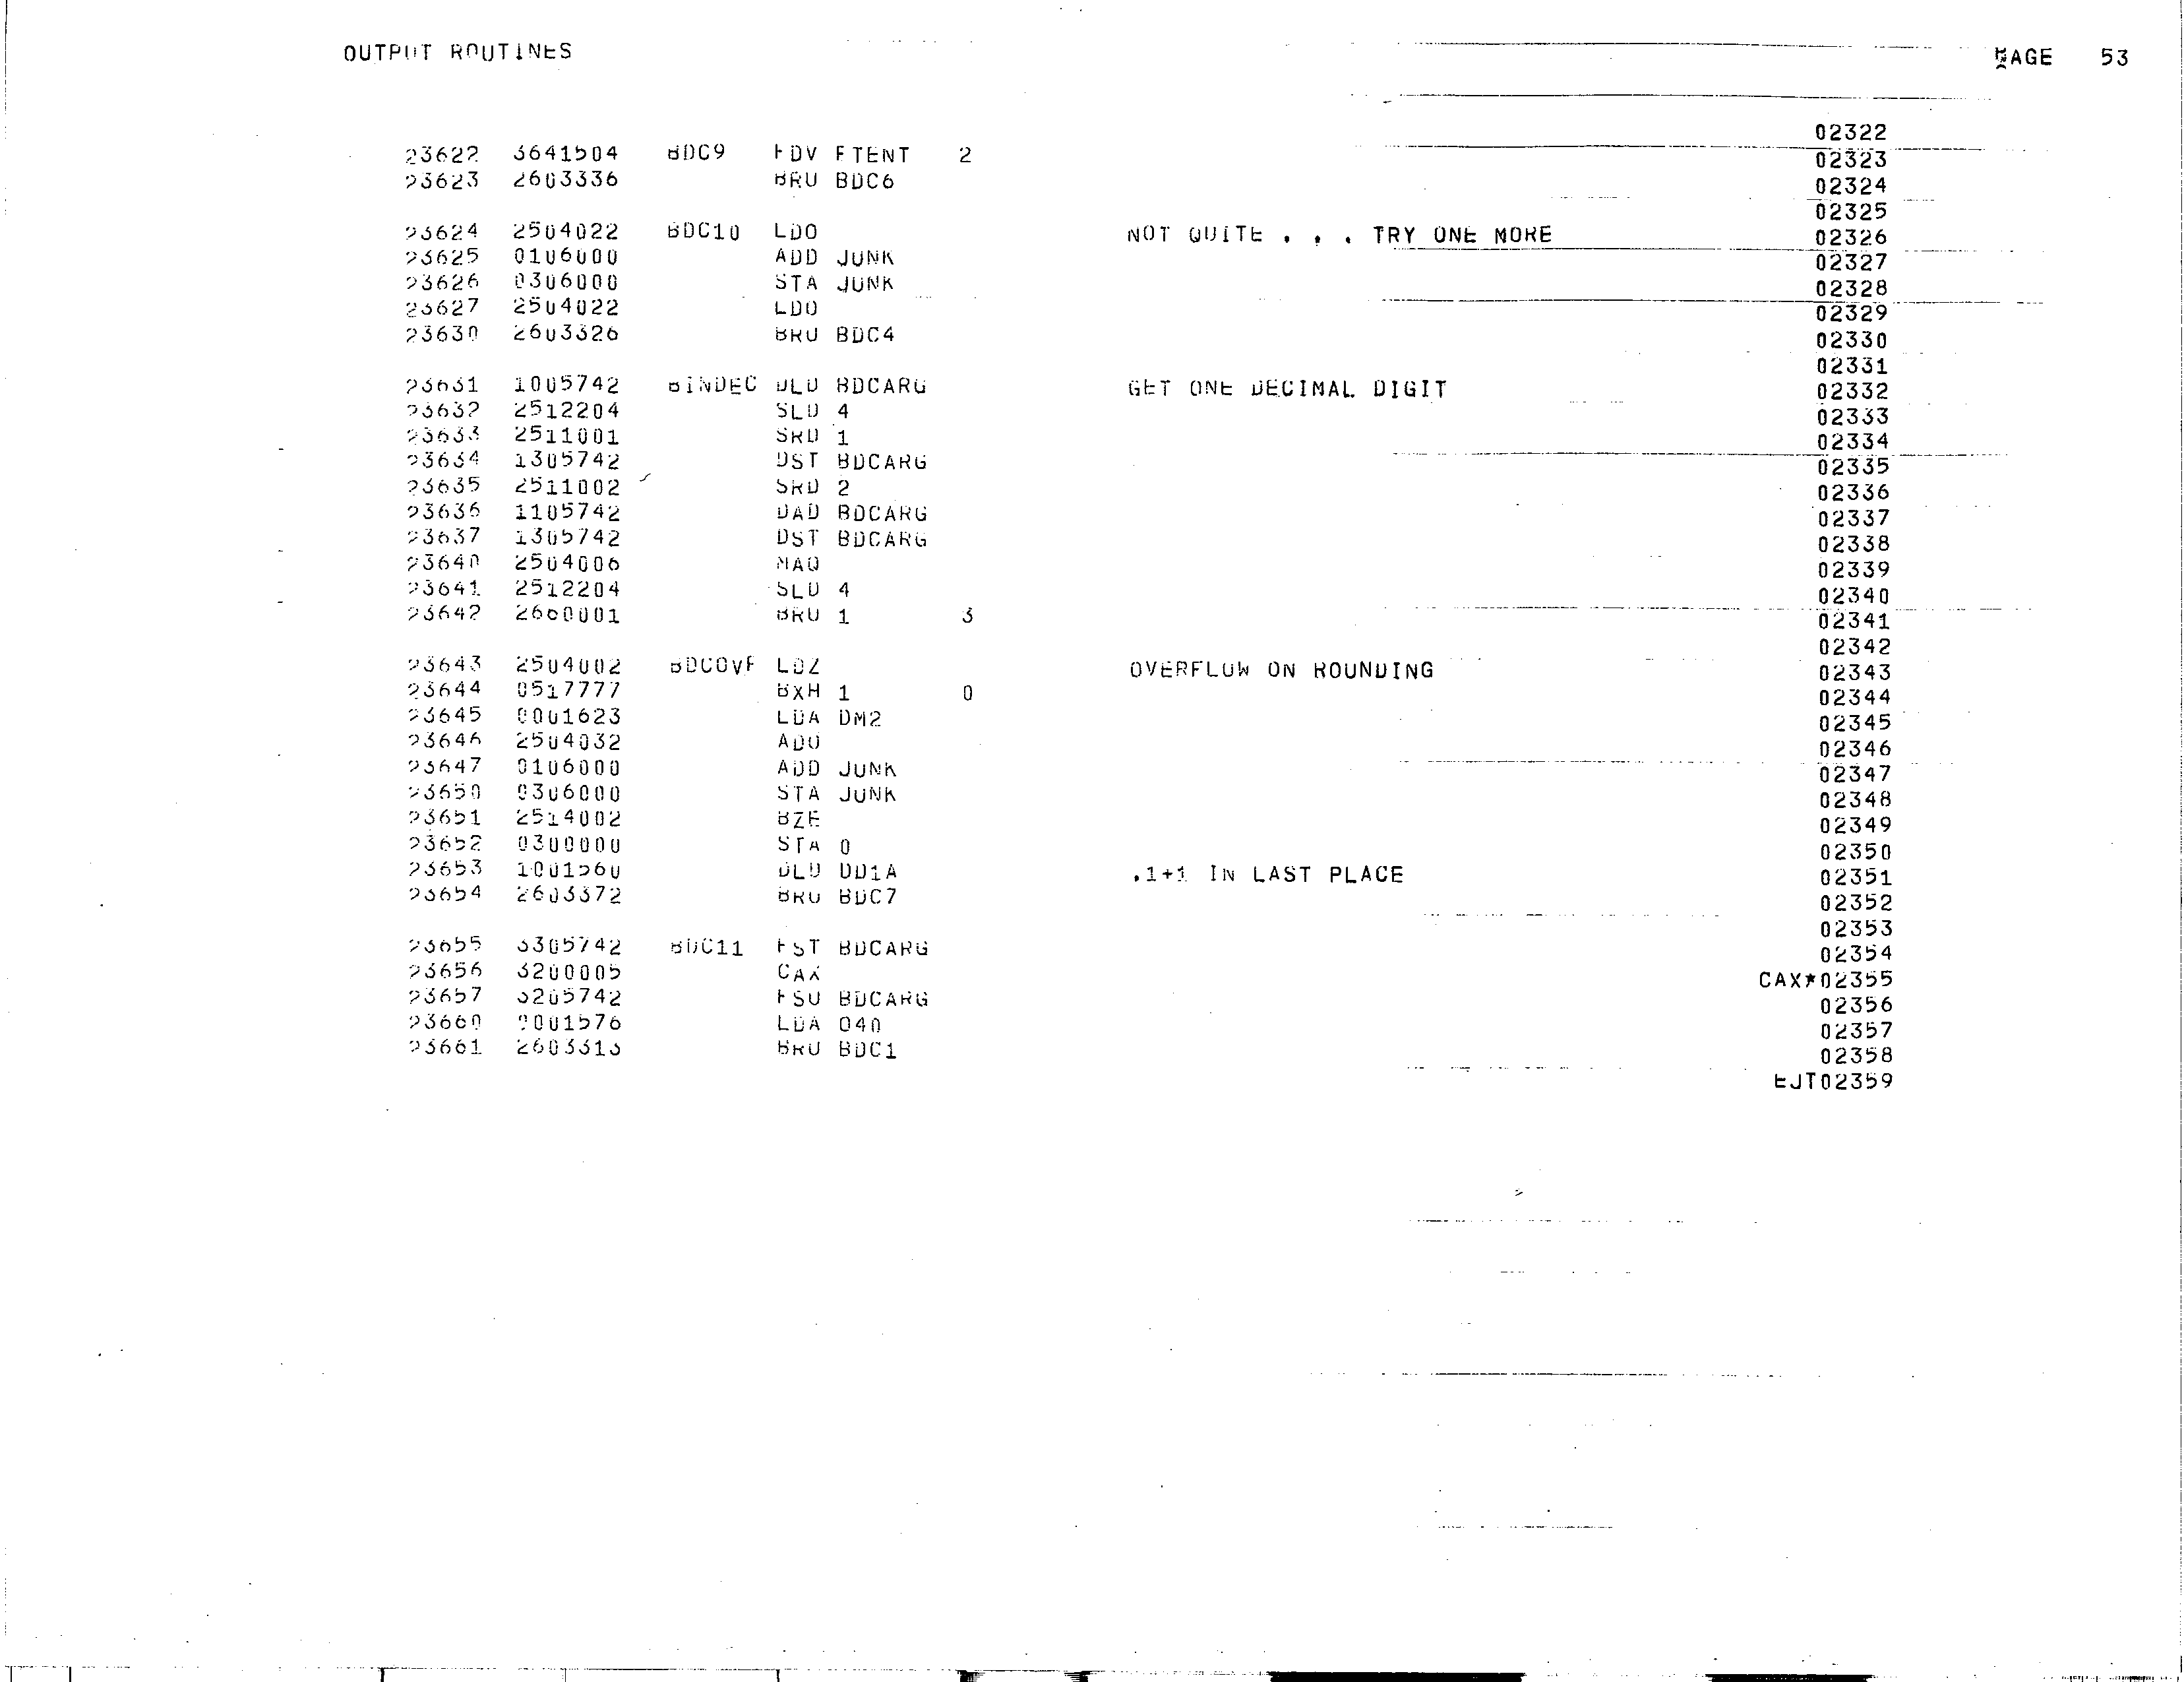 OUTPUT ROUTINES PAGE 53
02322
23622 3641504 BDC9 FDV FTENT 2 02323
23623 2603336 BRU BDC6 02324
02325
23624 2504022 BDC10 LDO NOT QUITE . . . TRY ONE MORE 02326
23625 0106000 ADD JUNK 02327
23626 0306000 STA JUNK 02328
23627 2504022 LDO 02329
23630 2603326 BRU BDC4 02330
02331
23631 1005742 BINDEC DLD BDCARG GET ONE DECIMAL DIGIT 02332
23632 2512204 SLD 4 02333
23633 2511001 SRD 1 02334
23634 1305742 DST BDCARG 02335
23635 2511002 SRD 2 02336
23636 1105742 DAD BDCARG 02337
23637 1305742 DST BDCARG 02338
23640 2504006 MAQ 02339
23641 2512204 SLD 4 02340
23642 2660001 BRU 1 3 02341
02342
23643 2504002 BDCOVF LDZ OVERFLOW ON ROUNDING 02343
23644 0517777 BXH 1 0 02344
23645 0001623 LDA DM2 02345
23646 2504032 ADO 02346
23647 0106000 ADD JUNK 02347
23650 0306000 STA JUNK 02348
23651 2514002 BZE 02349
23652 0300000 STA 0 02350
23653 1001560 DLD DD1A .1+1 IN LAST PLACE 02351
23654 2603372 BRU BDC7 02352
02353
23655 3305742 BDC11 FST BDCARG 02354
23656 3200005 CAX CAX*02355
23657 3205742 FSU BDCARG 02356
23660 0001576 LDA O40 02357
23661 2603313 BRU BDC1 02358
EJT02359